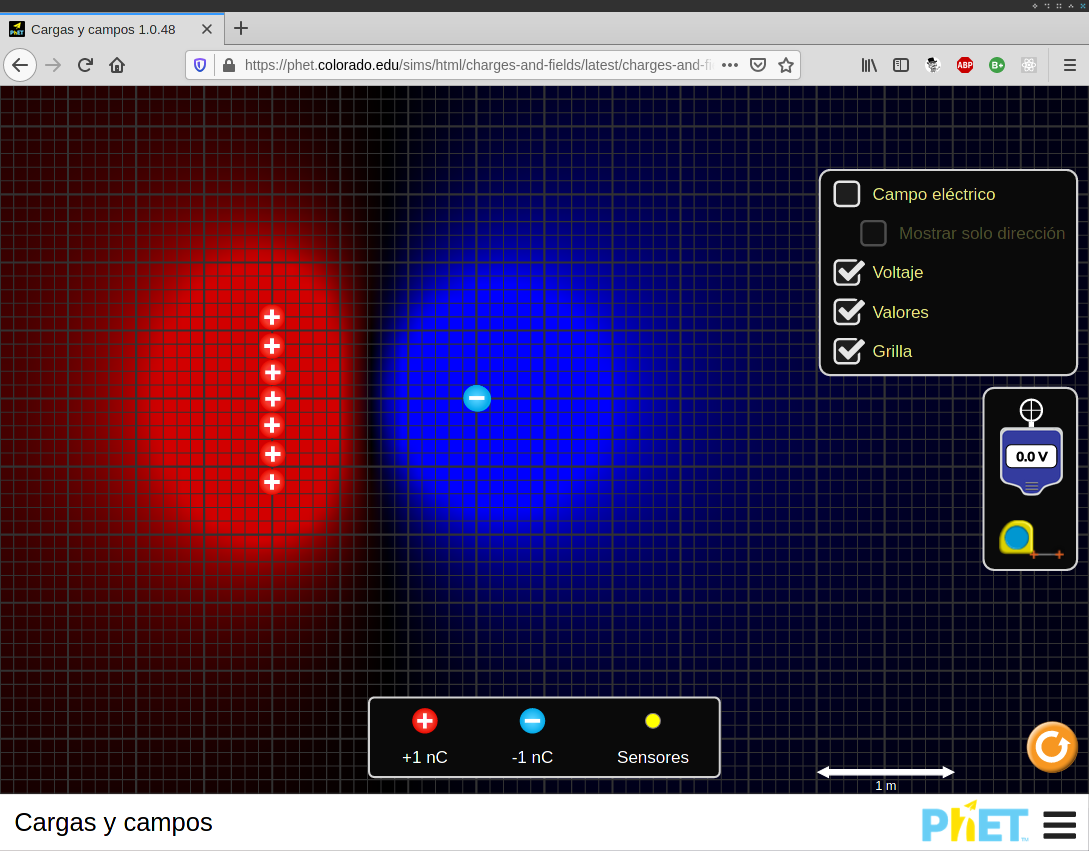 Cargas y campos 1.0.48
https://phet.colorado.edu/sims/html/charges-and-fields/latest/charges-and-fi
ABP
B+
Campo eléctrico
Mostrar solo dirección
Voltaje
Valores
Grilla
0.0 V
+1 nC
-1 nC
Sensores
1 m
Cargas y campos
PhET